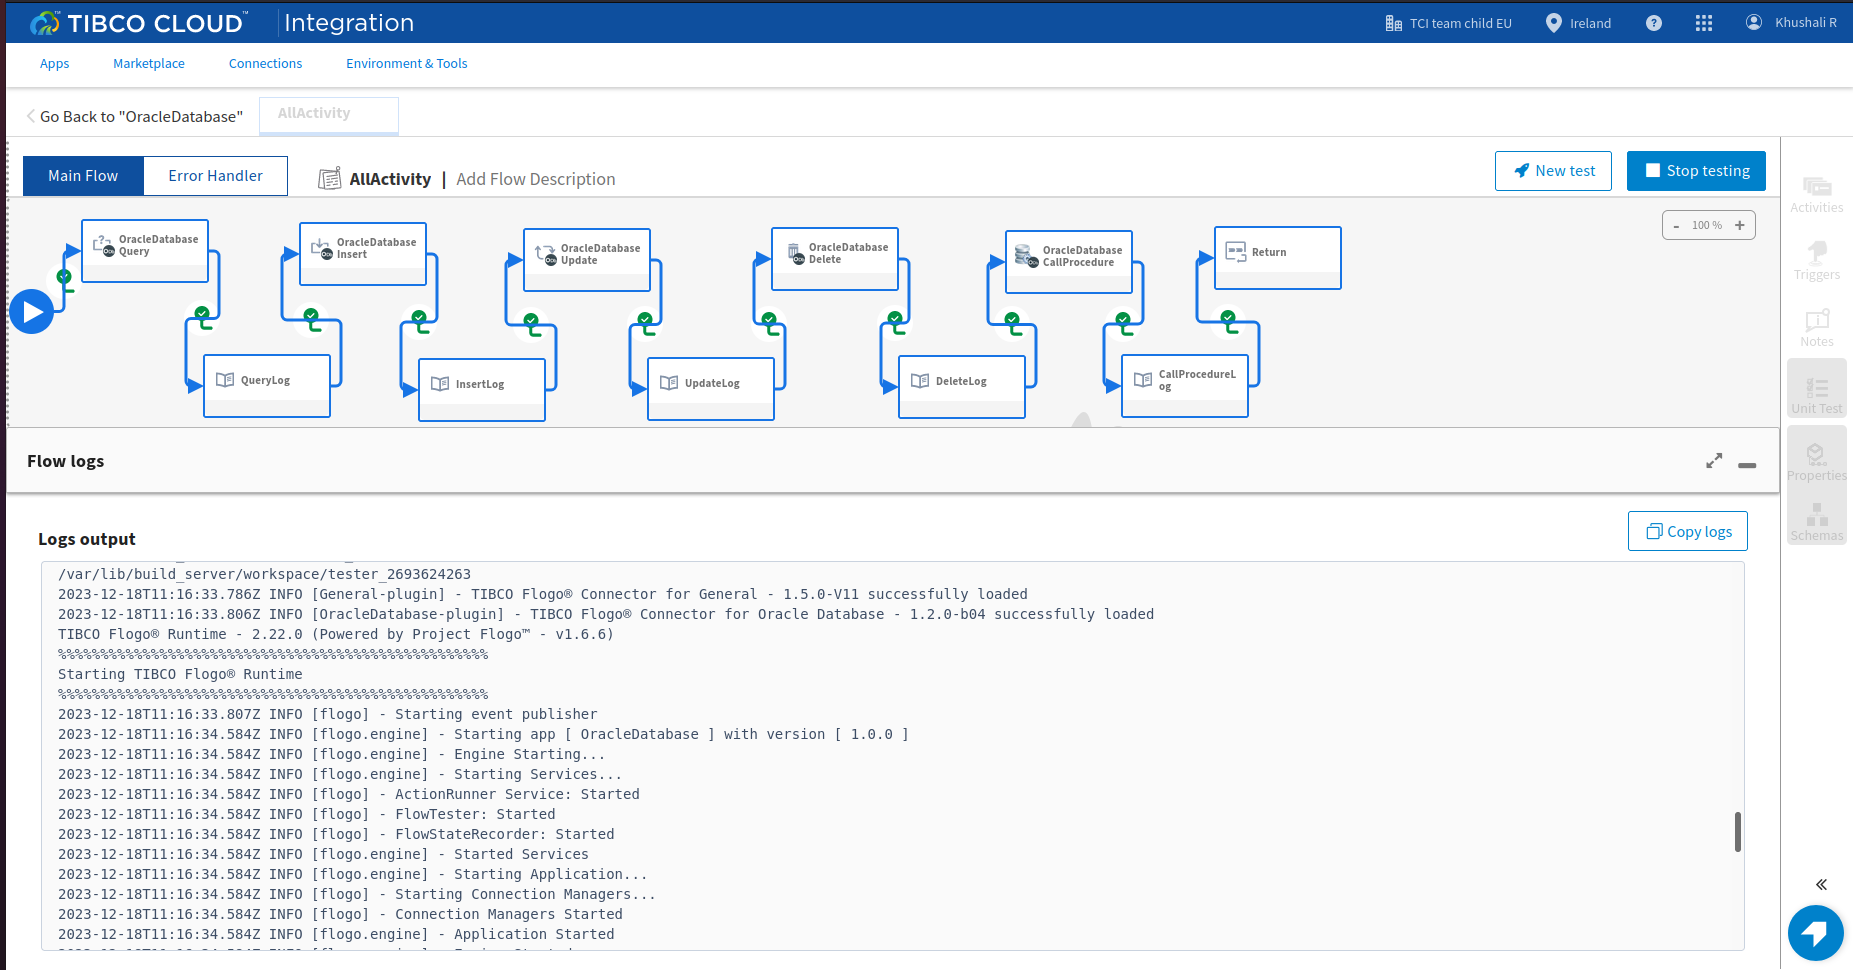 TIBCO CLOUD™ Integration
TCI team child EU
Ireland
?
Khushali R
Apps
Marketplace
Connections
Environment & Tools
Go Back to "OracleDatabase"
AllActivity
Main Flow
Error Handler
AllActivity | Add Flow Description
New test
Stop testing
- 100 % +
OracleDatabase
Query
OracleDatabase
Insert
OracleDatabase
Update
OracleDatabase
Delete
OracleDatabase
CallProcedure
Return
QueryLog
InsertLog
UpdateLog
DeleteLog
CallProcedureL
og
Activities
Triggers
Notes
Unit Test
Properties
Schemas
Flow logs
Logs output
Copy logs
/var/lib/build_server/workspace/tester_2693624263
2023-12-18T11:16:33.786Z INFO [General-plugin] - TIBCO Flogo® Connector for General - 1.5.0-V11 successfully loaded
2023-12-18T11:16:33.806Z INFO [OracleDatabase-plugin] - TIBCO Flogo® Connector for Oracle Database - 1.2.0-b04 successfully loaded
TIBCO Flogo® Runtime - 2.22.0 (Powered by Project Flogo™ - v1.6.6)
%%%%%%%%%%%%%%%%%%%%%%%%%%%%%%%%%%%%%%%%%%%%%%%%%%%
Starting TIBCO Flogo® Runtime
%%%%%%%%%%%%%%%%%%%%%%%%%%%%%%%%%%%%%%%%%%%%%%%%%%%
2023-12-18T11:16:33.807Z INFO [flogo] - Starting event publisher
2023-12-18T11:16:34.584Z INFO [flogo.engine] - Starting app [ OracleDatabase ] with version [ 1.0.0 ]
2023-12-18T11:16:34.584Z INFO [flogo.engine] - Engine Starting...
2023-12-18T11:16:34.584Z INFO [flogo.engine] - Starting Services...
2023-12-18T11:16:34.584Z INFO [flogo] - ActionRunner Service: Started
2023-12-18T11:16:34.584Z INFO [flogo] - FlowTester: Started
2023-12-18T11:16:34.584Z INFO [flogo] - FlowStateRecorder: Started
2023-12-18T11:16:34.584Z INFO [flogo.engine] - Started Services
2023-12-18T11:16:34.584Z INFO [flogo.engine] - Starting Application...
2023-12-18T11:16:34.584Z INFO [flogo] - Starting Connection Managers...
2023-12-18T11:16:34.584Z INFO [flogo] - Connection Managers Started
2023-12-18T11:16:34.584Z INFO [flogo.engine] - Application Started